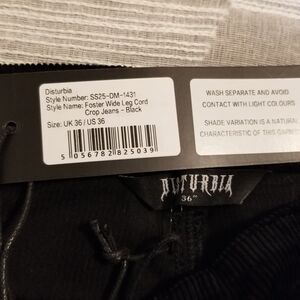 Disturbia
Style Number: SS25-DM-1431
Style Name: Foster Wide Leg Cord
Crop Jeans - Black
Size: UK 36 / US 36
5 056782 825039
WASH SEPARATE AND AVOID
CONTACT WITH LIGHT COLOURS
SHADE VARIATION IS A NATURAL
CHARACTERISTIC OF THIS
DISTURBIA
36"